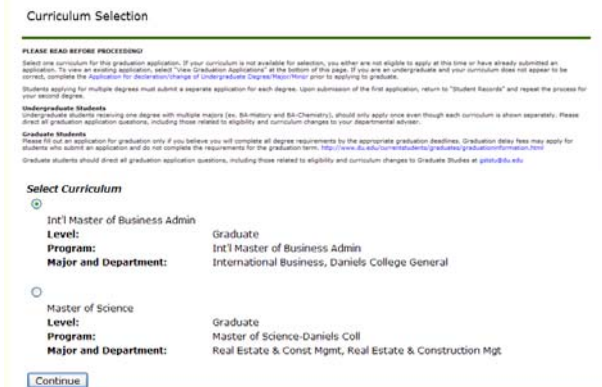 Curriculum Selection
PLEASE READ BEFORE PROCEEDING!
Select one curriculum for this graduation application. If your curriculum is not available for selection, you either are not eligible to apply at this time or have already submitted an
application. To view an existing application, select "View Graduation Applications" at the bottom of this page. If you are an undergraduate and your curriculum does not appear to be
correct, complete the Application for declaration/change of Undergraduate Degree/Major/Minor prior to applying to graduate.
Students applying for multiple degrees must submit a separate application for each degree. Upon submission of the first application, return to "Student Records" and repeat the process for
your second degree.
Undergraduate Students
Undergraduate students receiving one degree with multiple majors (ex. BA-History and BA-Chemistry), should only apply once even though each curriculum is shown separately. Please
direct all graduation application questions, including those related to eligibility and curriculum changes to your departmental adviser.
Graduate Students
Please fill out an application for graduation only if you believe you will complete all degree requirements by the appropriate graduation deadlines. Graduation delay fees may apply for
students who submit an application and do not complete the requirements for the graduation term. http://www.du.edu/currentstudents/graduates/graduationinformation.html
Graduate students should direct all graduation application questions, including those related to eligibility and curriculum changes to Graduate Studies at gststu@du.edu
Select Curriculum
Int'l Master of Business Admin
Level: Graduate
Program: Int'l Master of Business Admin
Major and Department: International Business, Daniels College General
Master of Science
Level: Graduate
Program: Master of Science-Daniels Coll
Major and Department: Real Estate & Const Mgmt, Real Estate & Construction Mgt
Continue